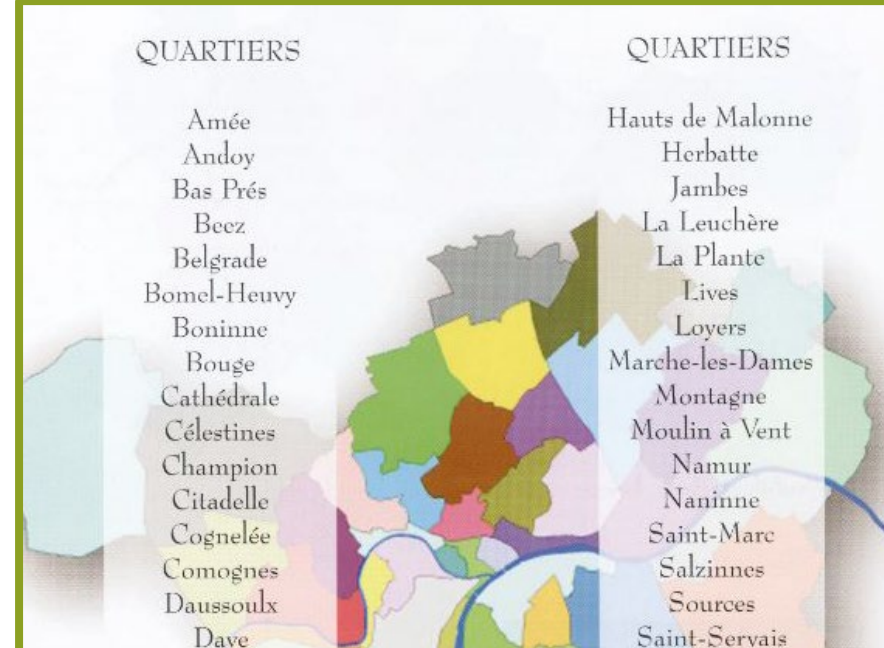 QUARTIERS
Amée
Andoy
Bas Prés
Beez
Belgrade
Bomel-Heuvy
Boninne
Bouge
Cathédrale
Célestines
Champion
Citadelle
Cognelée
Comognes
Daussoulx
Dave
QUARTIERS
Hauts de Malonne
Herbatte
Jambes
La Leuchère
La Plante
Lives
Loyers
Marche-les-Dames
Montagne
Moulin à Vent
Namur
Naninne
Saint-Marc
Salzinnes
Sources
Saint-Servais